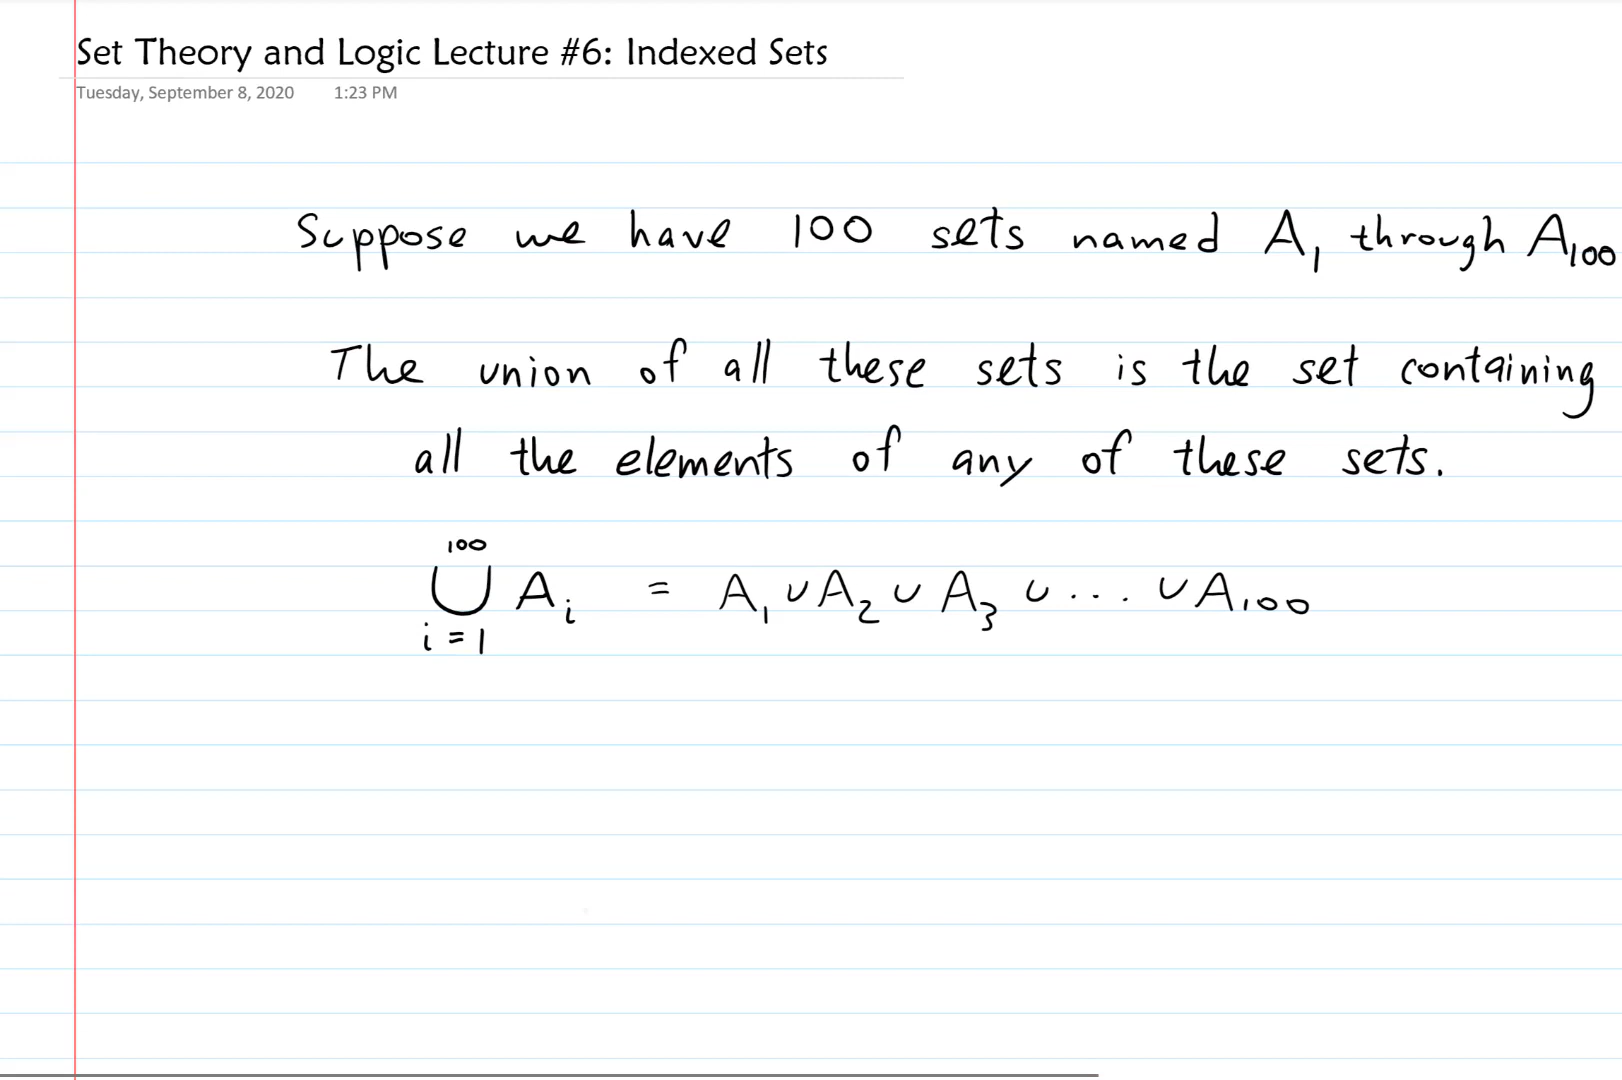 Set Theory and Logic Lecture #6: Indexed Sets
Tuesday, September 8, 2020 1:23 PM
Suppose we have 100 sets named A₁ through A₁₀₀
The union of all these sets is the set containing
all the elements of any of these sets.
100
⋃ Aᵢ = A₁ ∪ A₂ ∪ A₃ ∪ ... ∪ A₁₀₀
i = 1